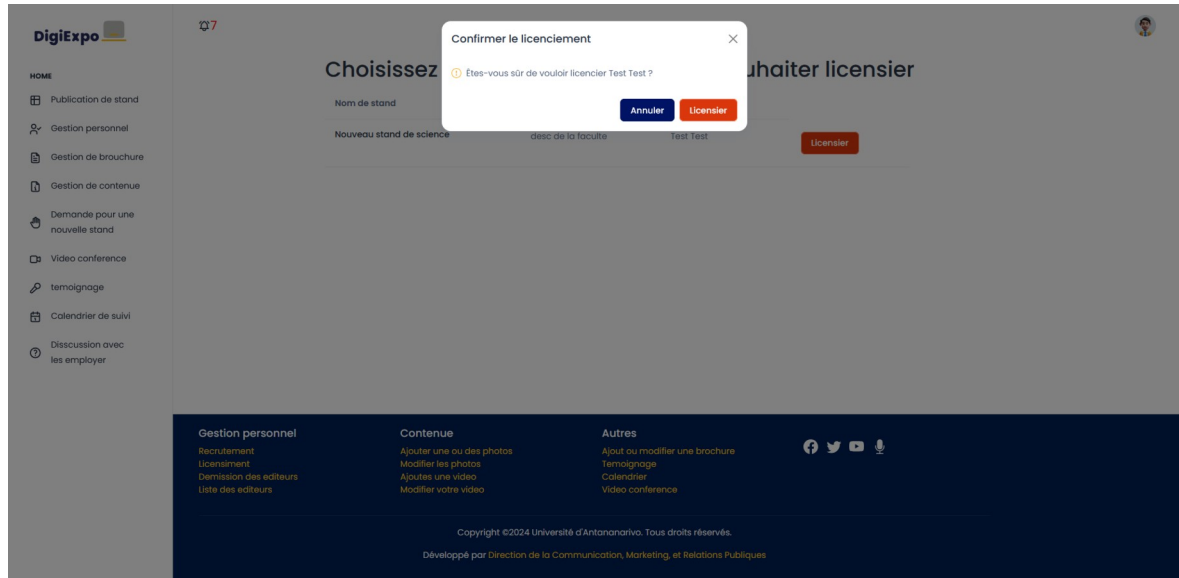 DigiExpo
7
HOME
Publication de stand
Gestion personnel
Gestion de brouchure
Gestion de contenue
Demande pour une
nouvelle stand
Video conference
temoignage
Calendrier de suivi
Disscussion avec
les employer
Confirmer le licenciement
Êtes-vous sûr de vouloir licencier Test Test ?
Annuler Licensier
Choisissez uhaiter licensier
Nom de stand
Nouveau stand de science desc de la faculte Test Test Licensier
Gestion personnel
Recrutement
Licensiment
Demission des editeurs
Liste des editeurs
Contenue
Ajouter une ou des photos
Modifier les photos
Ajoutes une video
Modifier votre video
Autres
Ajout ou modifier une brochure
Temoignage
Calendrier
Video conference
Copyright ©2024 Université d'Antananarivo. Tous droits réservés.
Développé par Direction de la Communication, Marketing, et Relations Publiques